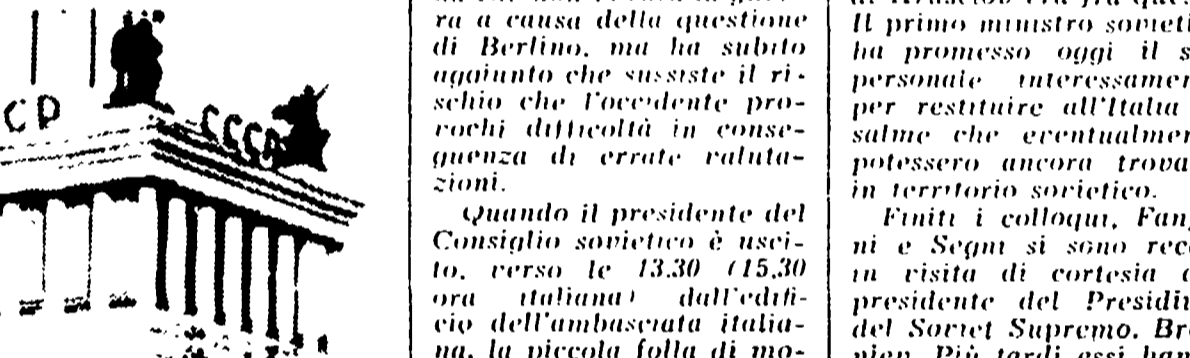 СССР
ra a causa della questione
di Berlino, ma ha subito
aggiunto che sussiste il ri-
schio che l'occidente pro-
vochi difficoltà in conse-
guenza di errate valuta-
zioni.
Quando il presidente del
Consiglio sovietico è usci-
to, verso le 13.30 (15.30
ora italiana) dall'edifi-
cio dell'ambasciata italia-
na, la piccola folla di mo-
Il primo ministro sovieti
ha promesso oggi il s
personale interessamen
per restituire all'Italia
salme che eventualmen
potessero ancora trova
in territorio sovietico.
Finiti i colloqui, Fan
ni e Segni si sono rec
in visita di cortesia a
presidente del Presidiu
del Soviet Supremo, Br
niev. Più tardi essi han